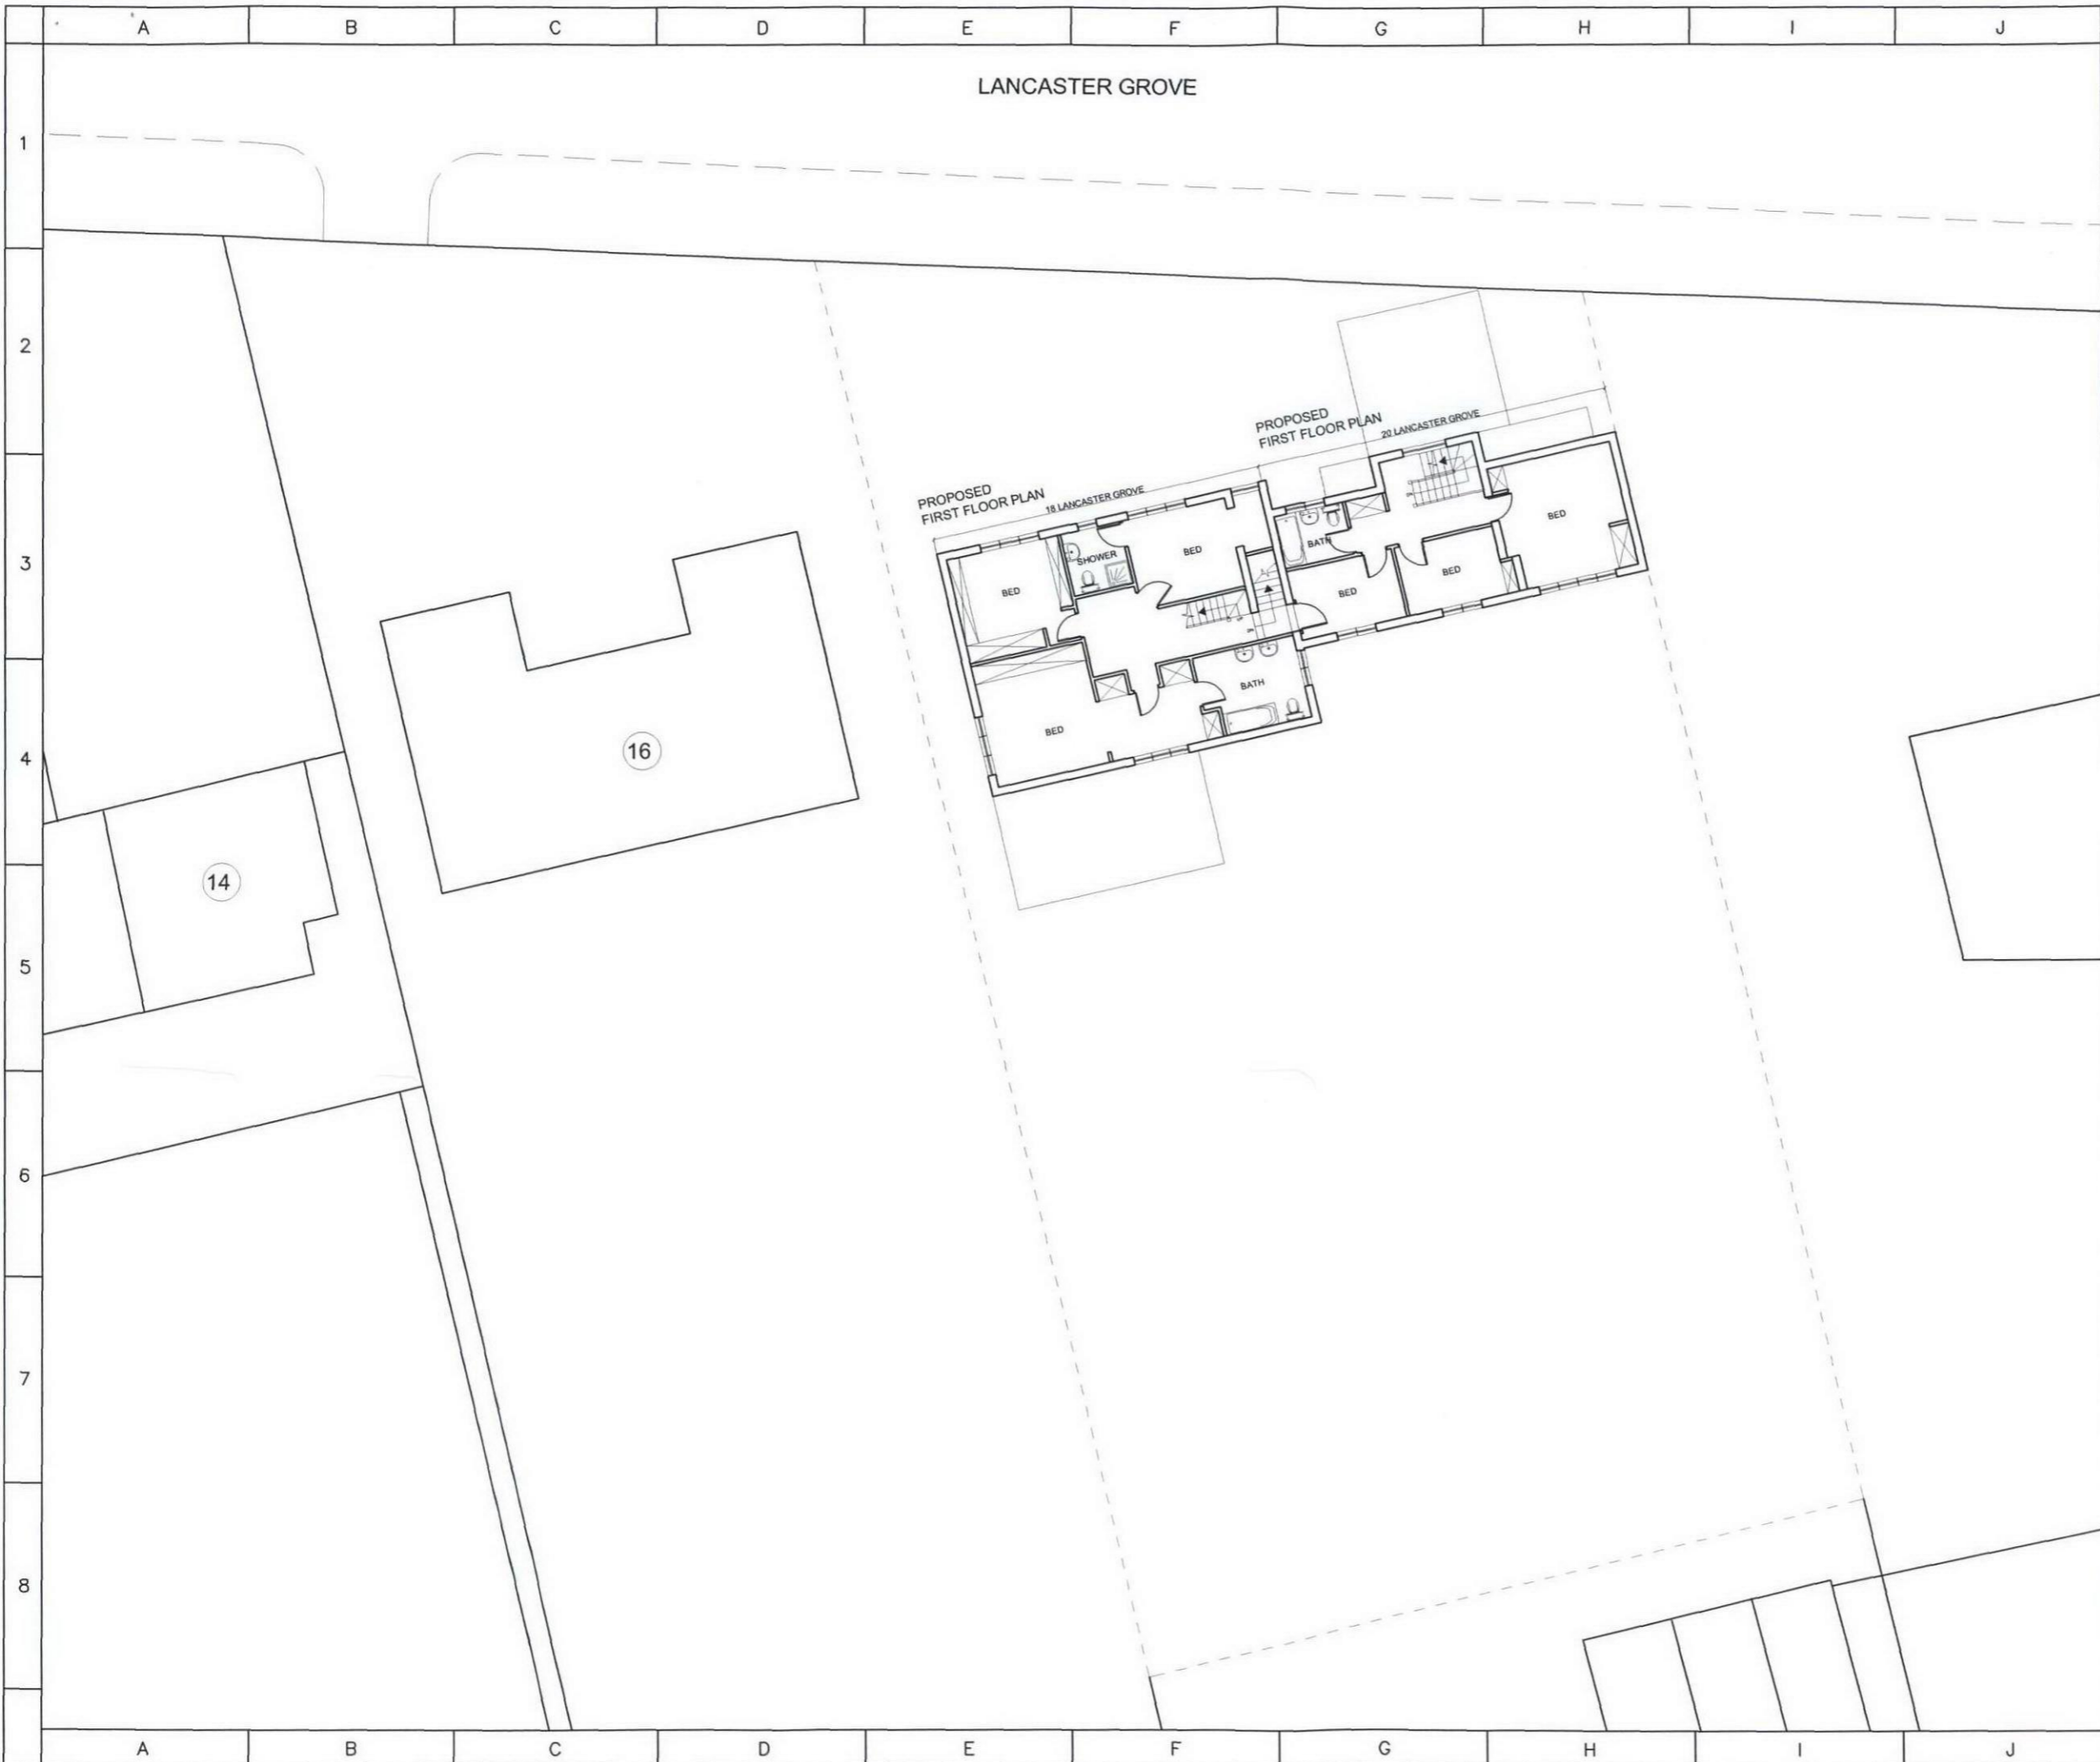 A B C D E F G H I J
LANCASTER GROVE
1
2
PROPOSED
FIRST FLOOR PLAN
20 LANCASTER GROVE
PROPOSED
FIRST FLOOR PLAN
18 LANCASTER GROVE
3
BED
SHOWER
BED
BATH
BED
BED
BED
4
16
BED
BATH
14
5
6
7
8
A B C D E F G H I J